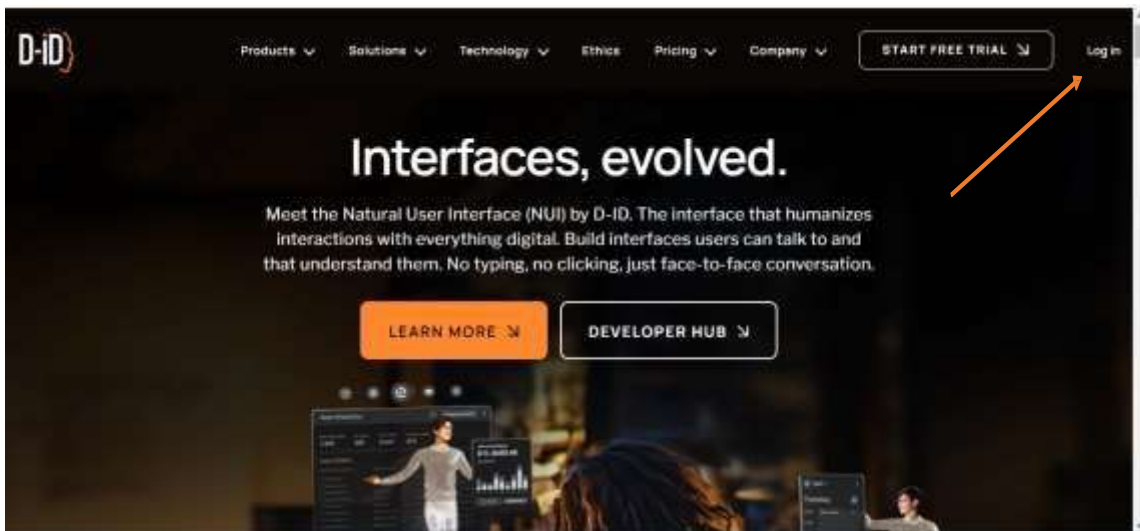 D-iD}
Products
Solutions
Technology
Ethics
Pricing
Company
START FREE TRIAL
Log in
Interfaces, evolved.
Meet the Natural User Interface (NUI) by D-ID. The interface that humanizes
interactions with everything digital. Build interfaces users can talk to and
that understand them. No typing, no clicking, just face-to-face conversation.
LEARN MORE
DEVELOPER HUB